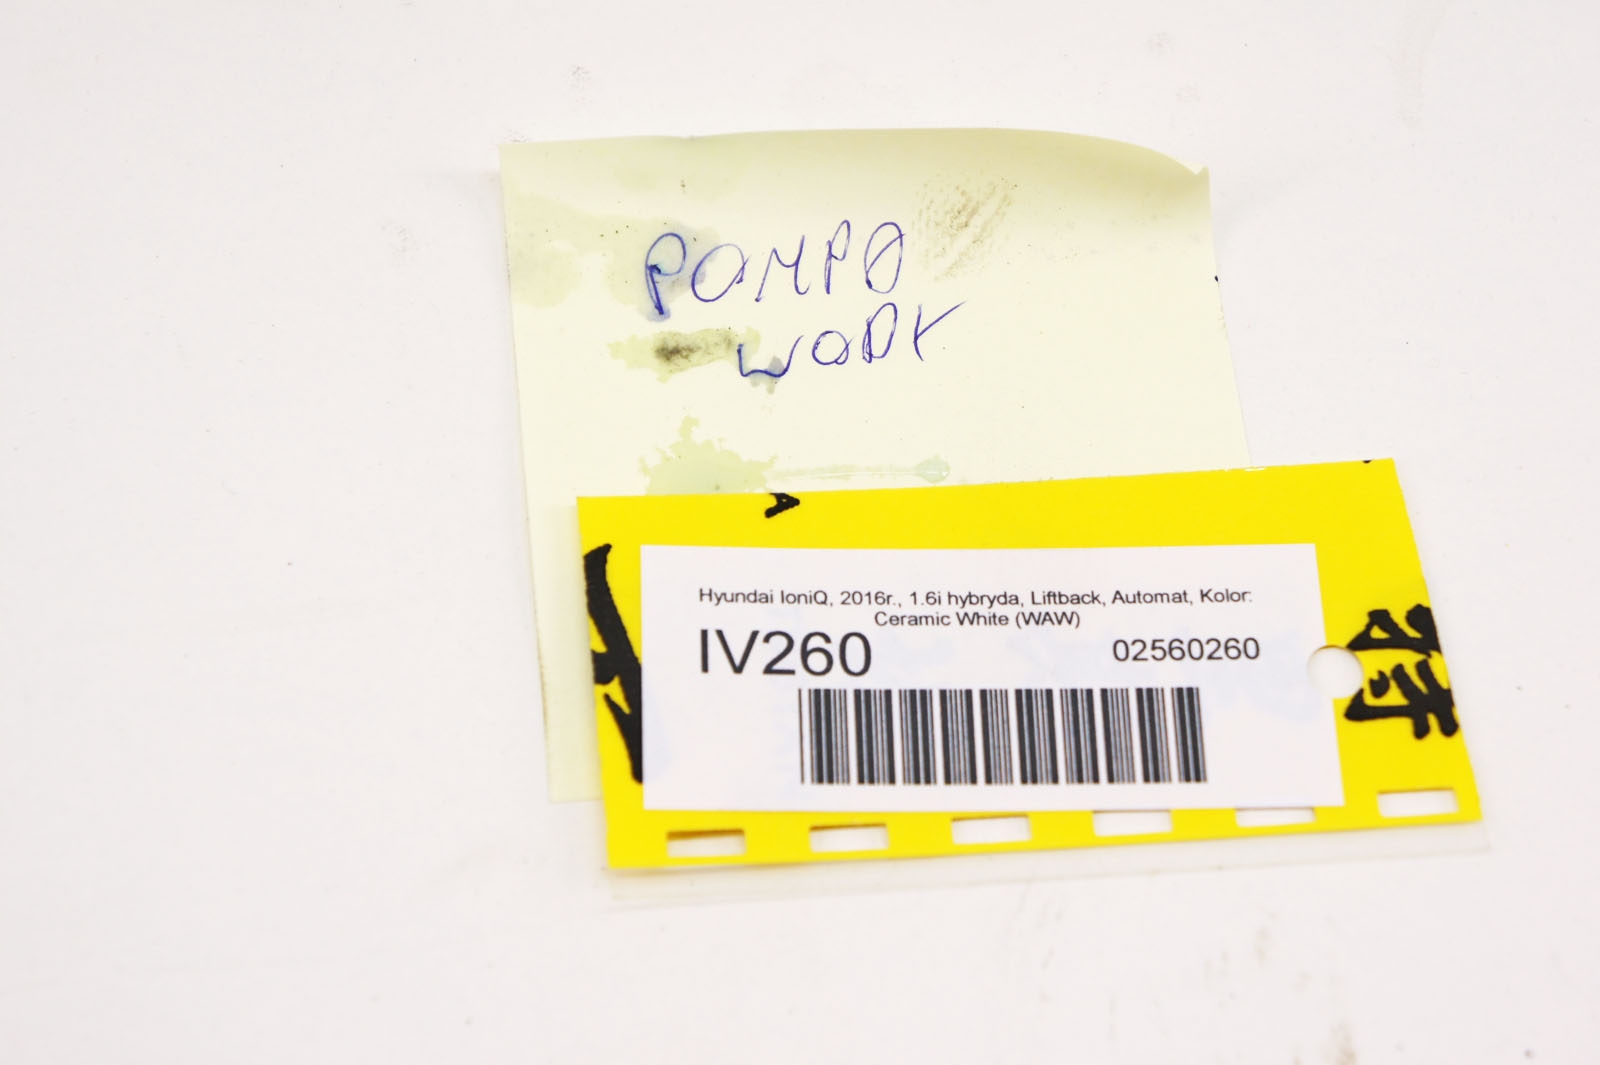 POMPA
WODY
Hyundai IoniQ, 2016r., 1.6i hybryda, Liftback, Automat, Kolor:
Ceramic White (WAW)
IV260
02560260